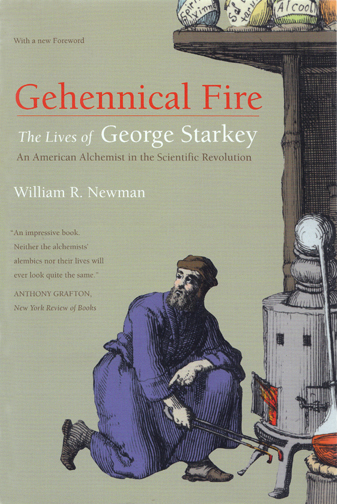 Alcool
With a new Foreword
Gehennical Fire
The Lives of George Starkey
An American Alchemist in the Scientific Revolution
William R. Newman
"An impressive book.
Neither the alchemists'
alembics nor their lives will
ever look quite the same."
ANTHONY GRAFTON,
New York Review of Books